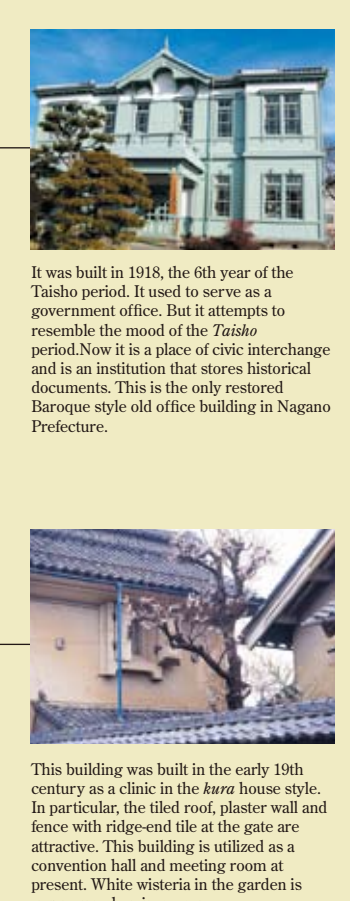 It was built in 1918, the 6th year of the
Taisho period. It used to serve as a
government office. But it attempts to
resemble the mood of the Taisho
period.Now it is a place of civic interchange
and is an institution that stores historical
documents. This is the only restored
Baroque style old office building in Nagano
Prefecture.
This building was built in the early 19th
century as a clinic in the kura house style.
In particular, the tiled roof, plaster wall and
fence with ridge-end tile at the gate are
attractive. This building is utilized as a
convention hall and meeting room at
present. White wisteria in the garden is